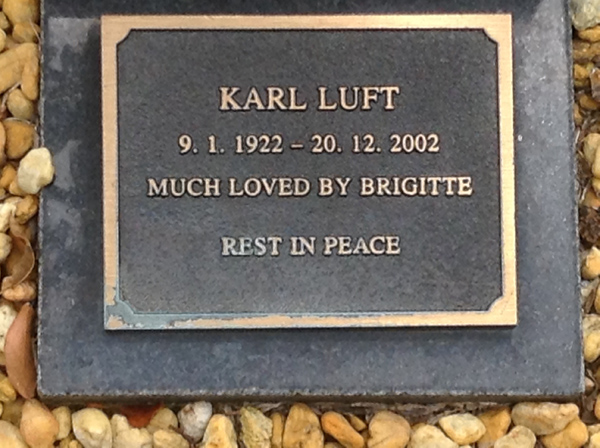 KARL LUFT
9. 1. 1922 – 20. 12. 2002
MUCH LOVED BY BRIGITTE
REST IN PEACE